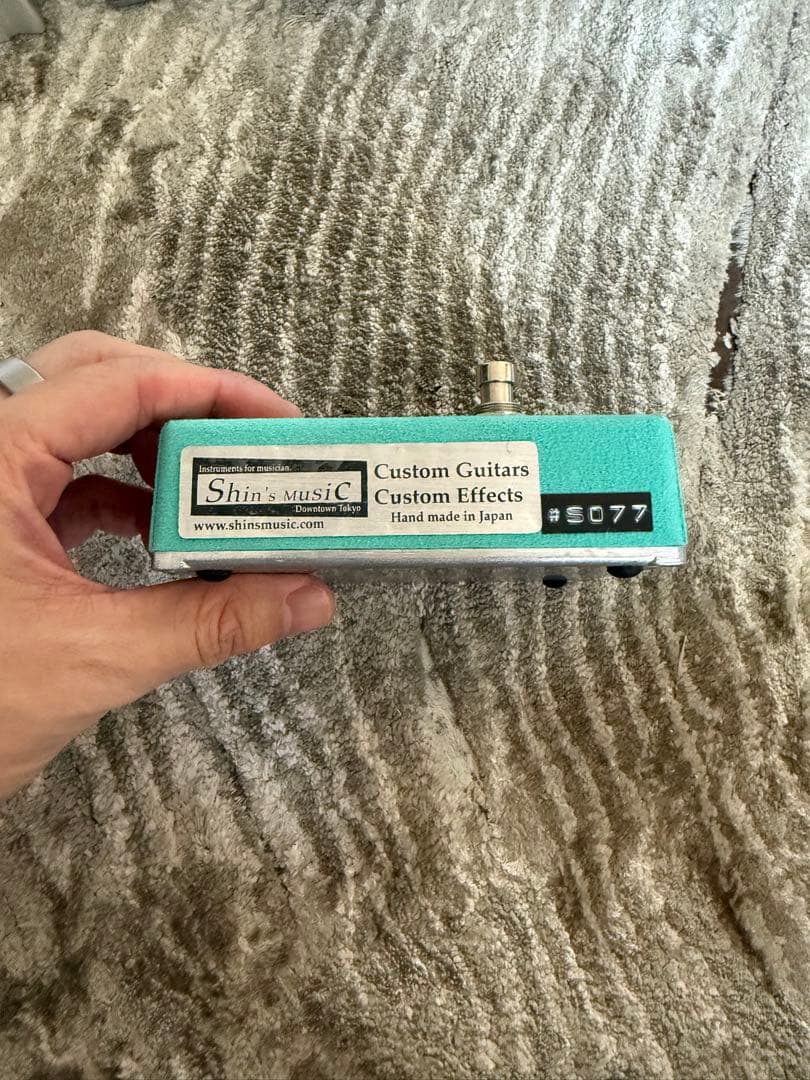 Instruments for musician.
Shin's Music
Downtown Tokyo
www.shinsmusic.com
Custom Guitars
Custom Effects
Hand made in Japan
#S077